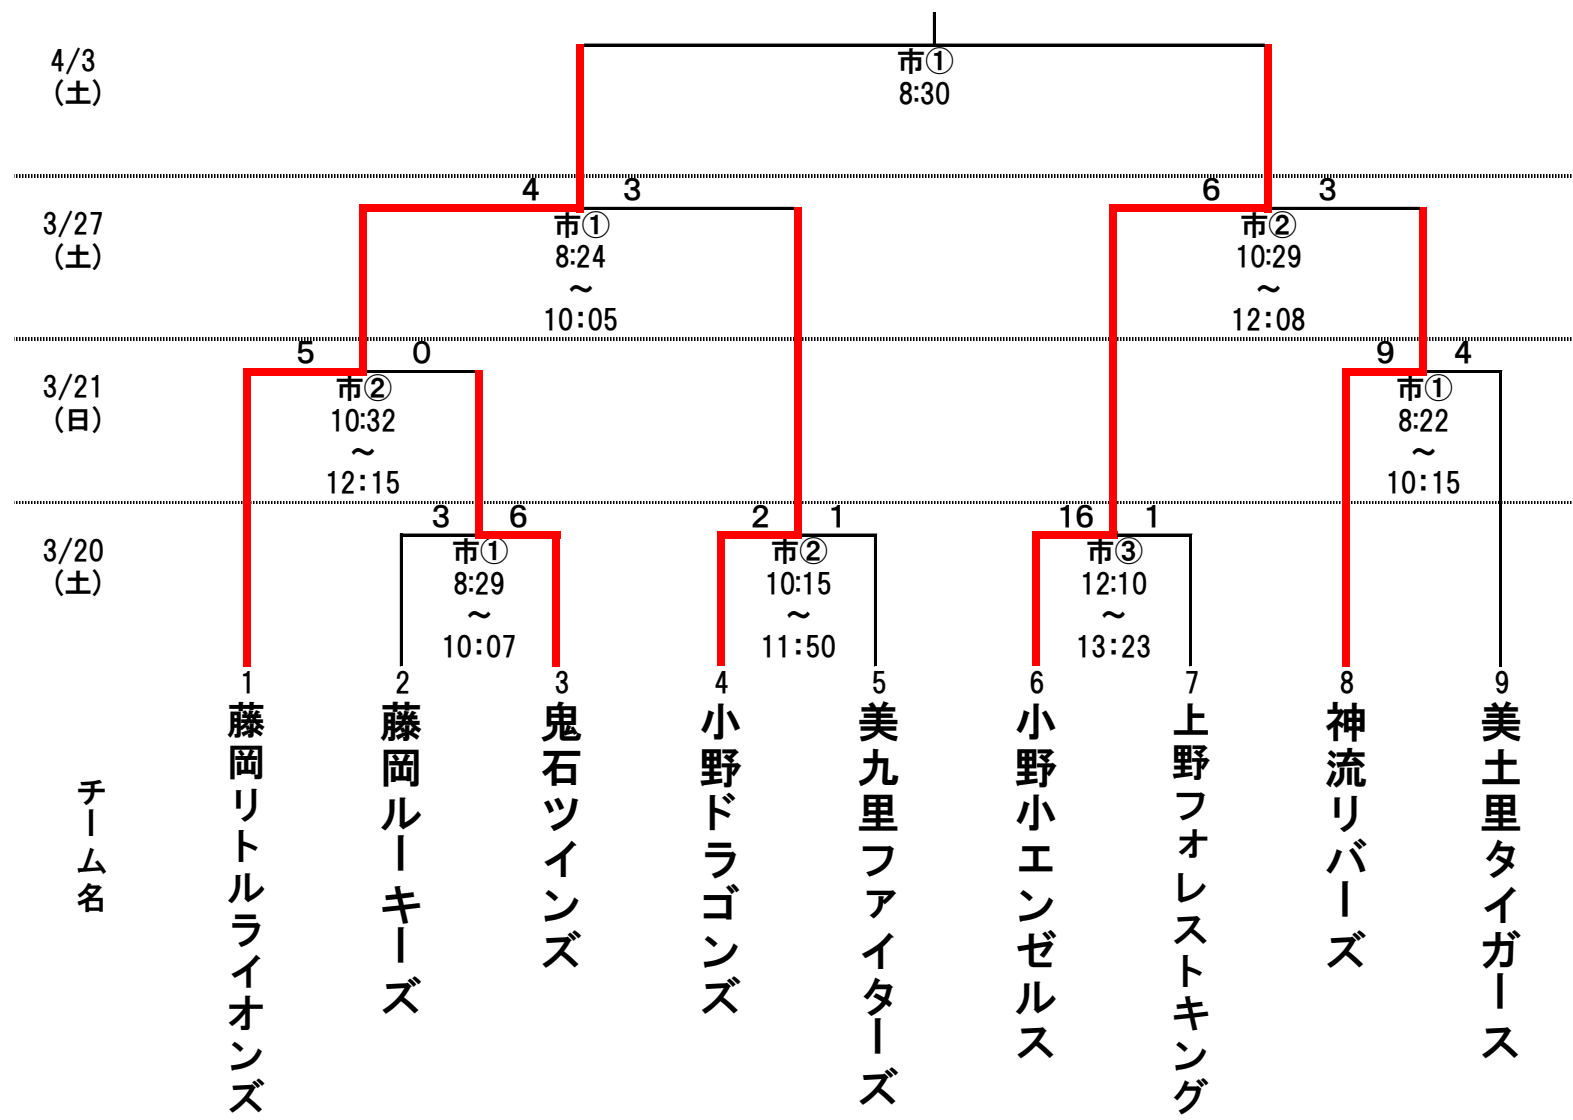 4/3
（土）
市①
8:30
4 3
6 3
3/27
（土）
市①
8:24
～
10:05
市②
10:29
～
12:08
5 0
9 4
3/21
（日）
市②
10:32
～
12:15
市①
8:22
～
10:15
3 6
2 1
16 1
3/20
（土）
市①
8:29
～
10:07
市②
10:15
～
11:50
市③
12:10
～
13:23
1 2 3 4 5 6 7 8 9
チーム名
藤岡リトルライオンズ
藤岡ルーキーズ
鬼石ツインズ
小野ドラゴンズ
美九里ファイターズ
小野小エンゼルス
上野フォレストキング
神流リバーズ
美土里タイガース